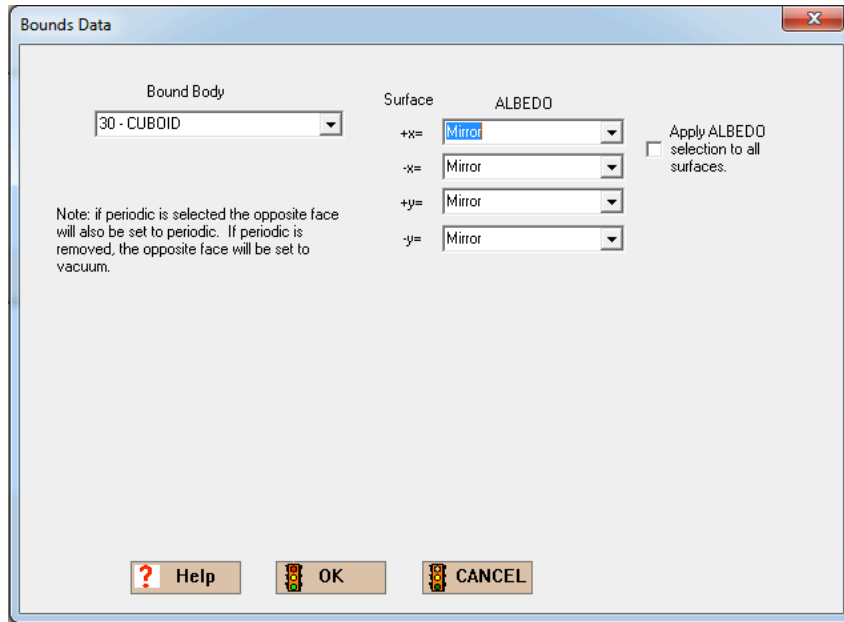 Bounds Data
x
Bound Body
30 - CUBOID
Surface ALBEDO
+x= Mirror
-x= Mirror
+y= Mirror
-y= Mirror
Apply ALBEDO
selection to all
surfaces.
Note: if periodic is selected the opposite face
will also be set to periodic. If periodic is
removed, the opposite face will be set to
vacuum.
? Help OK CANCEL